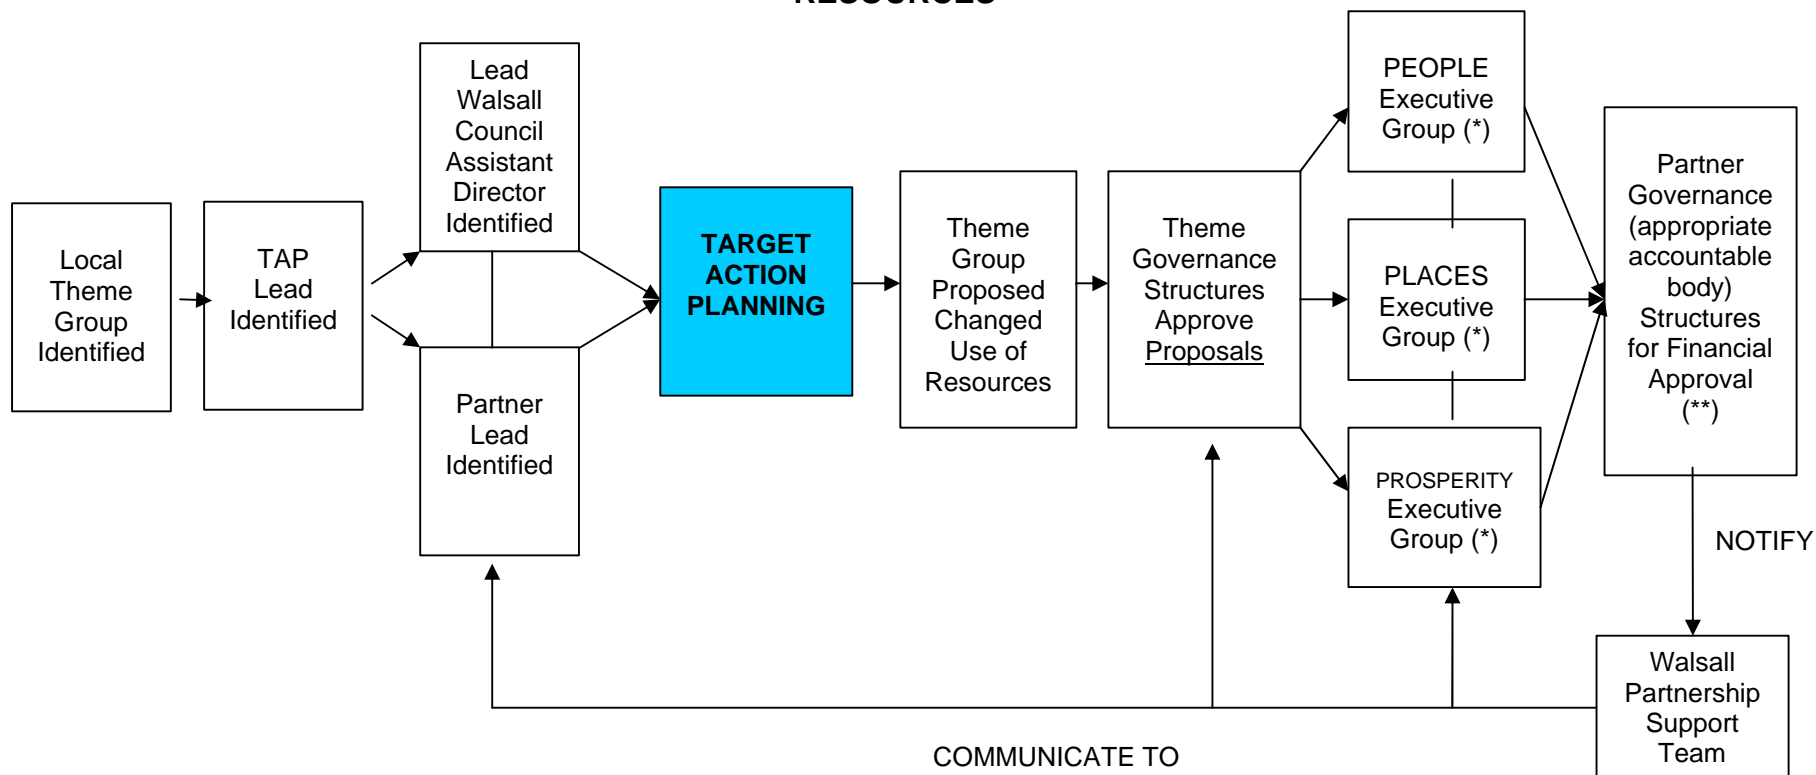 RESOURCES
Local
Theme
Group
Identified
TAP
Lead
Identified
Lead
Walsall
Council
Assistant
Director
Identified
Partner
Lead
Identified
TARGET
ACTION
PLANNING
Theme
Group
Proposed
Changed
Use of
Resources
Theme
Governance
Structures
Approve
Proposals
PEOPLE
Executive
Group (*)
PLACES
Executive
Group (*)
PROSPERITY
Executive
Group (*)
Partner
Governance
(appropriate
accountable
body)
Structures
for Financial
Approval
(**)
NOTIFY
Walsall
Partnership
Support
Team
COMMUNICATE TO